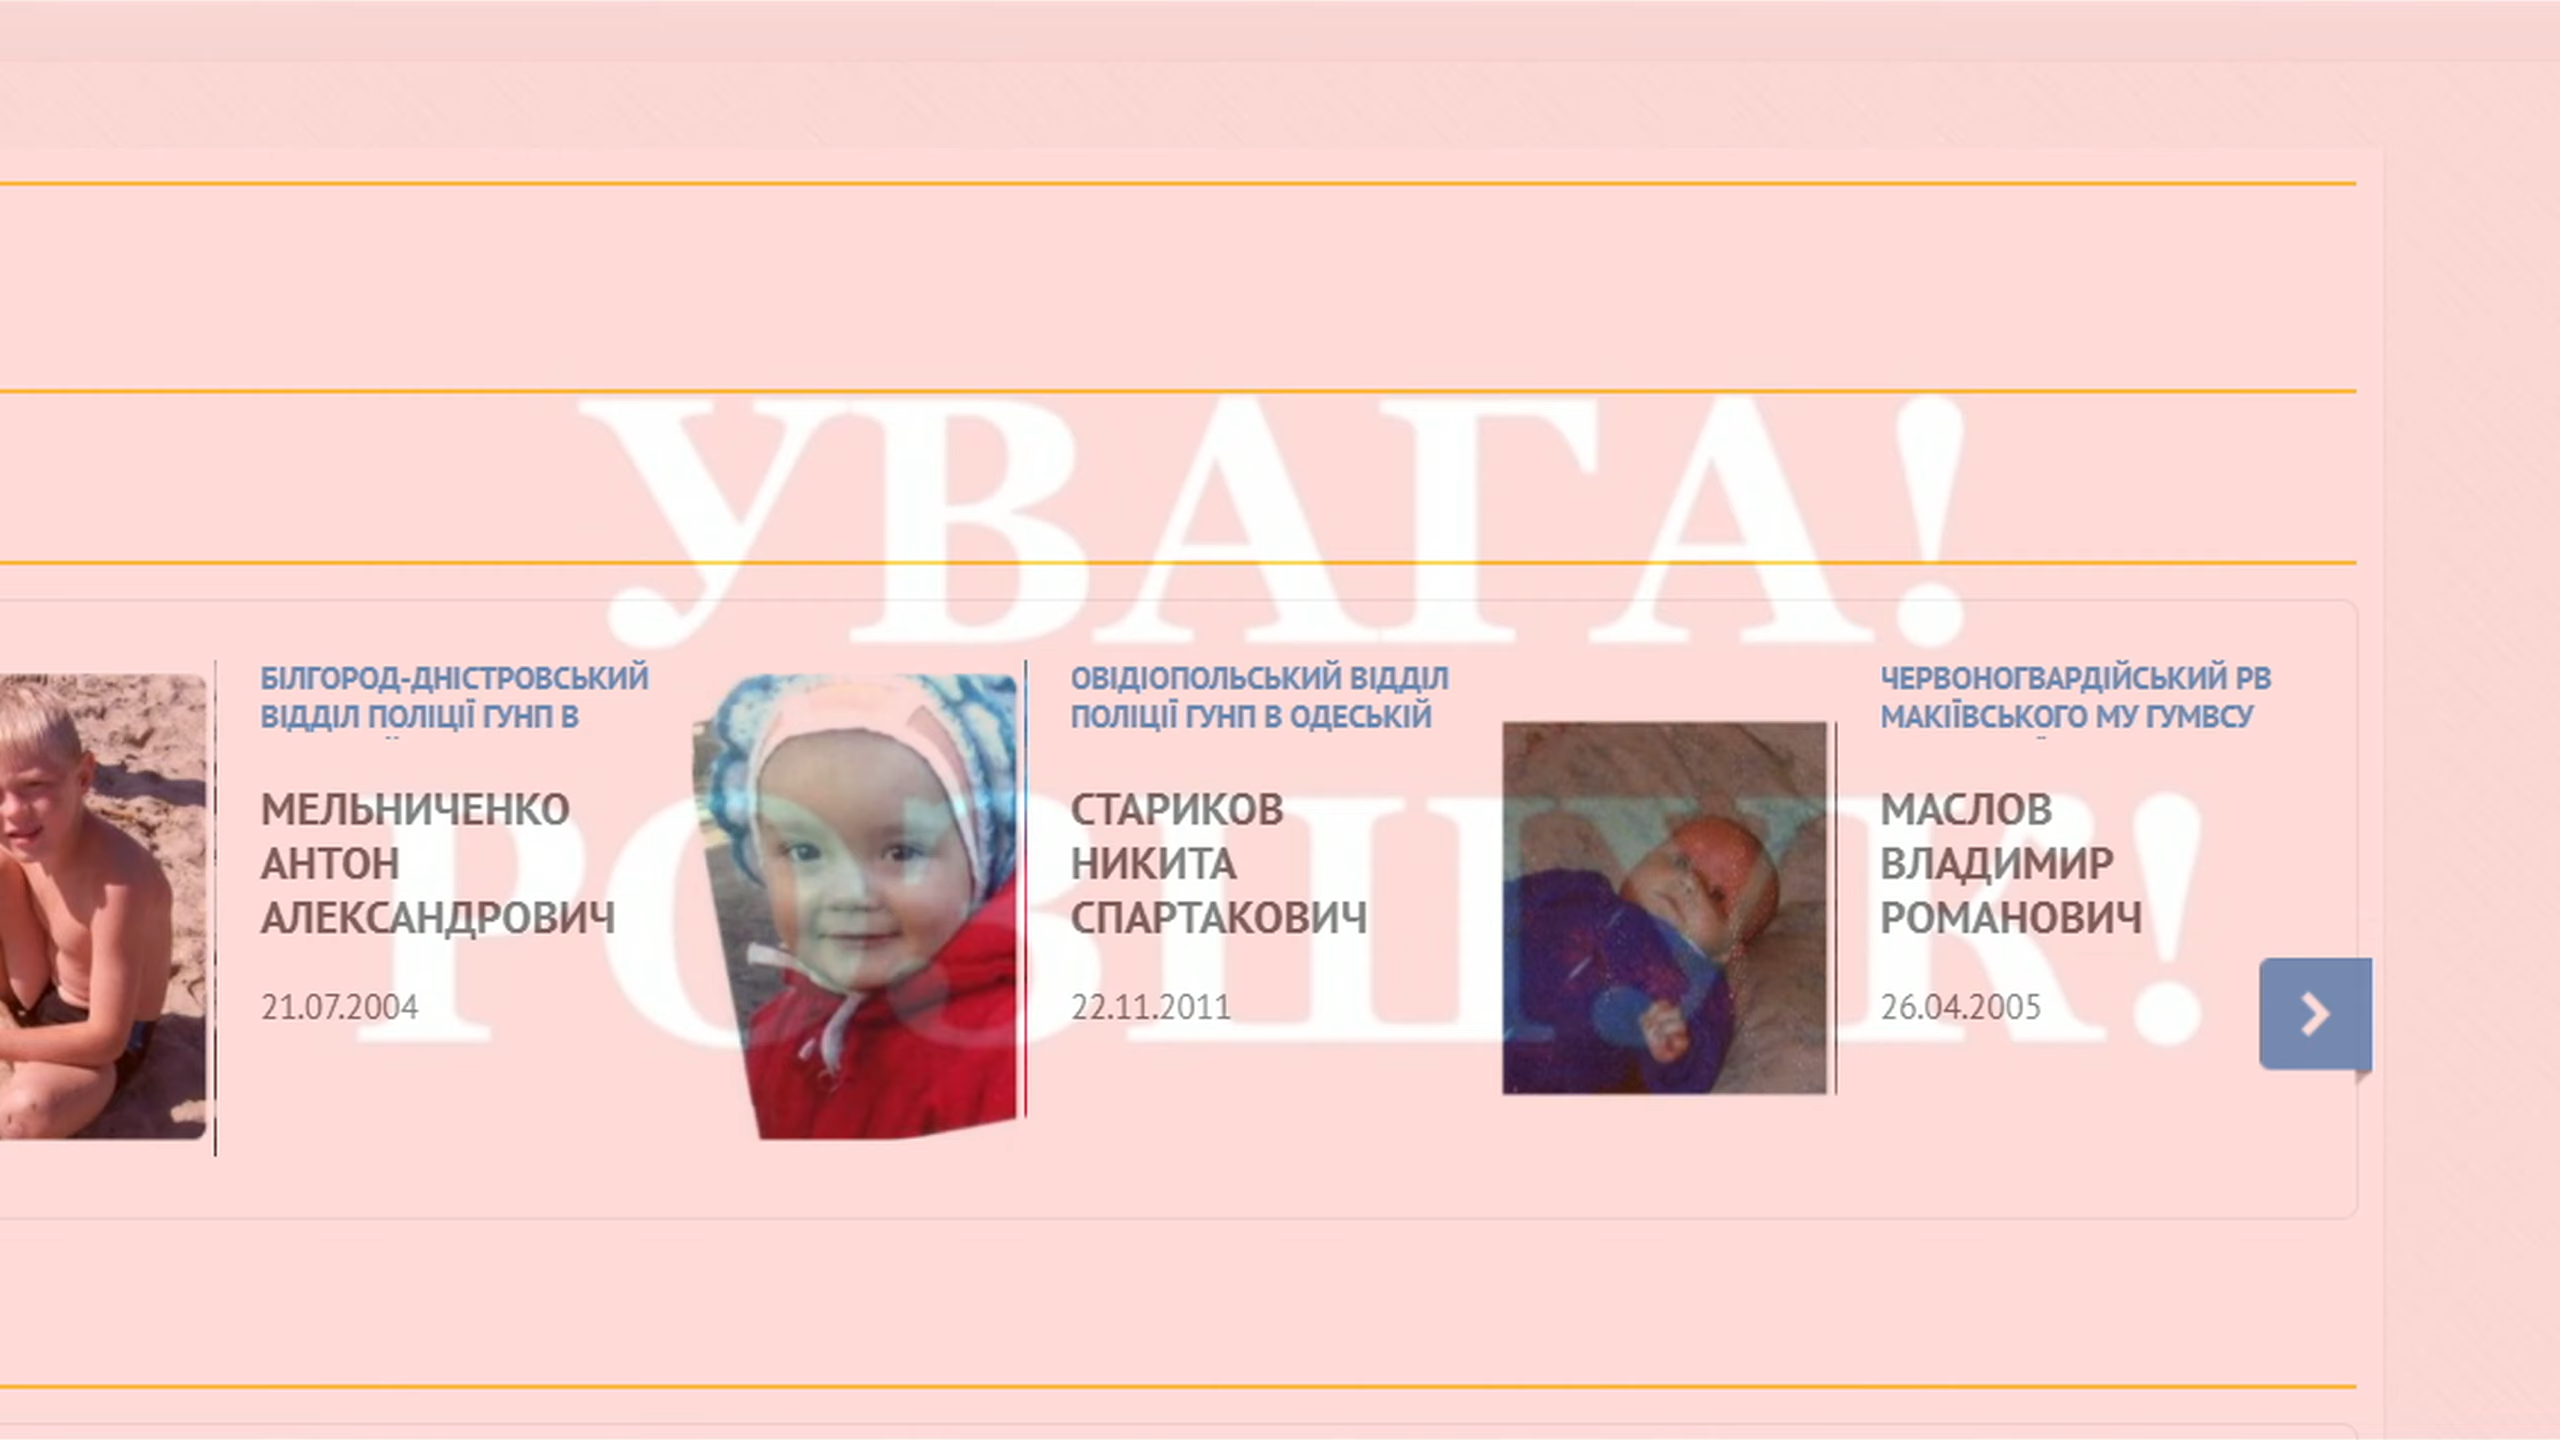 УВАГА!
РОЗШУК!
БІЛГОРОД-ДНІСТРОВСЬКИЙ
ВІДДІЛ ПОЛІЦІЇ ГУНП В
МЕЛЬНИЧЕНКО
АНТОН
АЛЕКСАНДРОВИЧ
21.07.2004
ОВІДІОПОЛЬСЬКИЙ ВІДДІЛ
ПОЛІЦІЇ ГУНП В ОДЕСЬКІЙ
СТАРИКОВ
НИКИТА
СПАРТАКОВИЧ
22.11.2011
ЧЕРВОНОГВАРДІЙСЬКИЙ РВ
МАКІЇВСЬКОГО МУ ГУМВСУ
МАСЛОВ
ВЛАДИМИР
РОМАНОВИЧ
26.04.2005